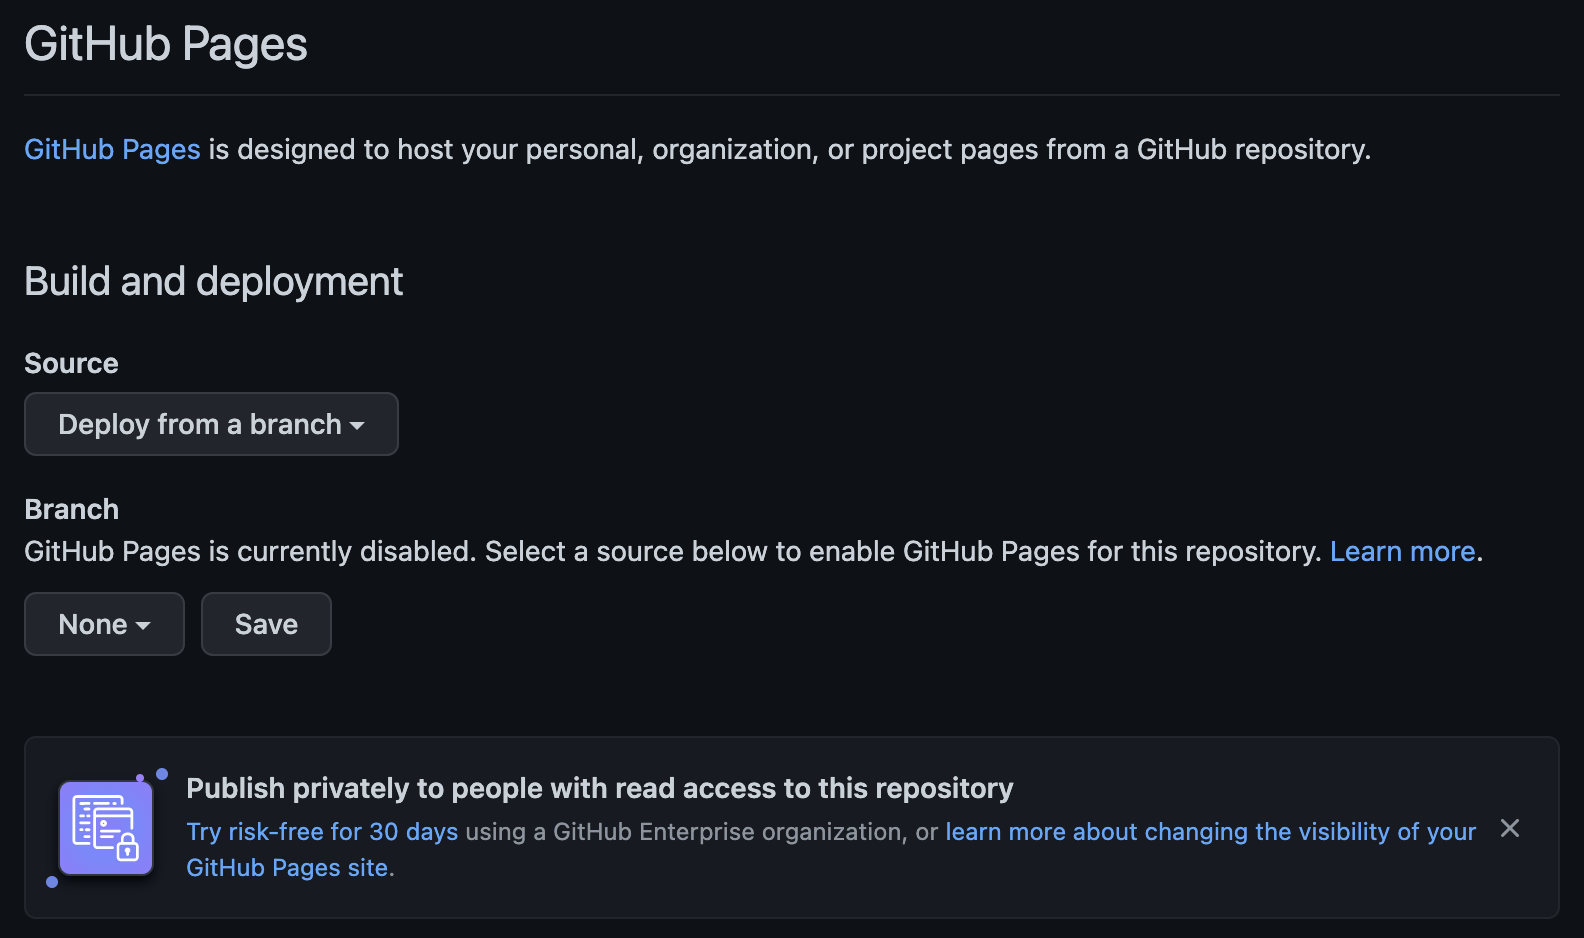 GitHub Pages
GitHub Pages is designed to host your personal, organization, or project pages from a GitHub repository.
Build and deployment
Source
Deploy from a branch
Branch
GitHub Pages is currently disabled. Select a source below to enable GitHub Pages for this repository. Learn more.
None
Save
Publish privately to people with read access to this repository
Try risk-free for 30 days using a GitHub Enterprise organization, or learn more about changing the visibility of your
GitHub Pages site.